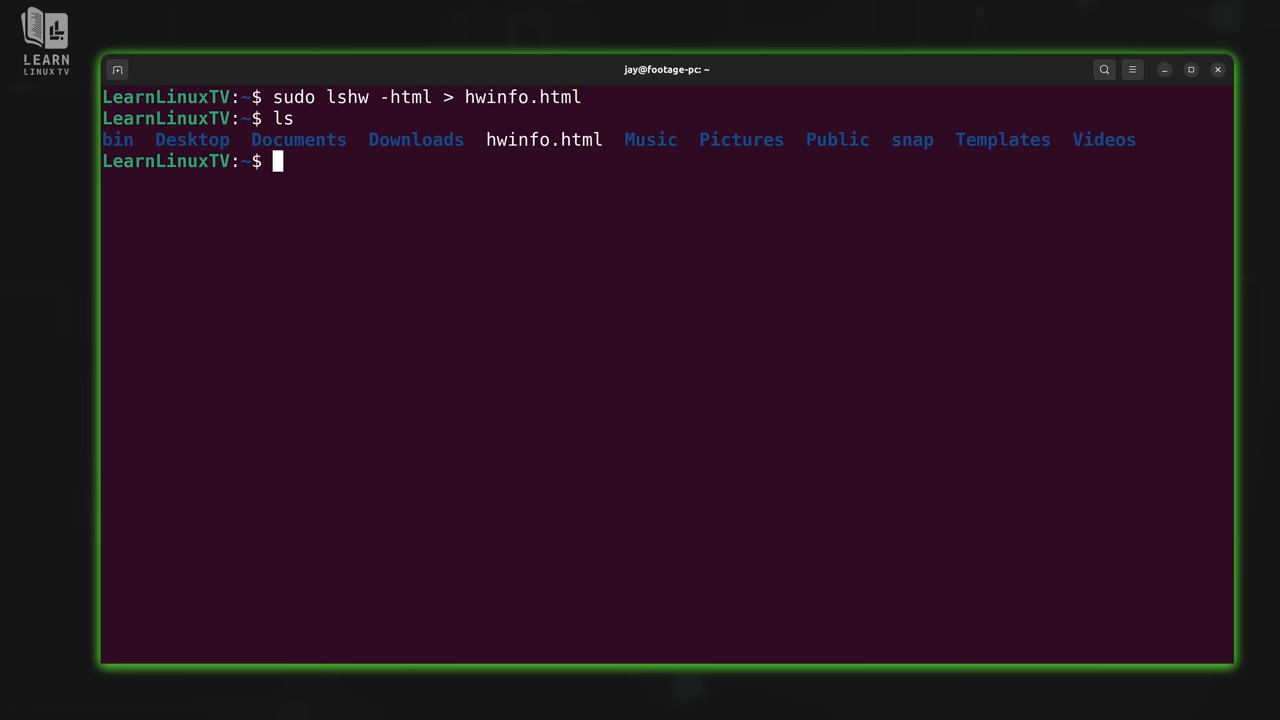 LEARN
LINUX TV
jay@footage-pc: ~
LearnLinuxTV:~$ sudo lshw -html > hwinfo.html
LearnLinuxTV:~$ ls
bin  Desktop  Documents  Downloads  hwinfo.html  Music  Pictures  Public  snap  Templates  Videos
LearnLinuxTV:~$